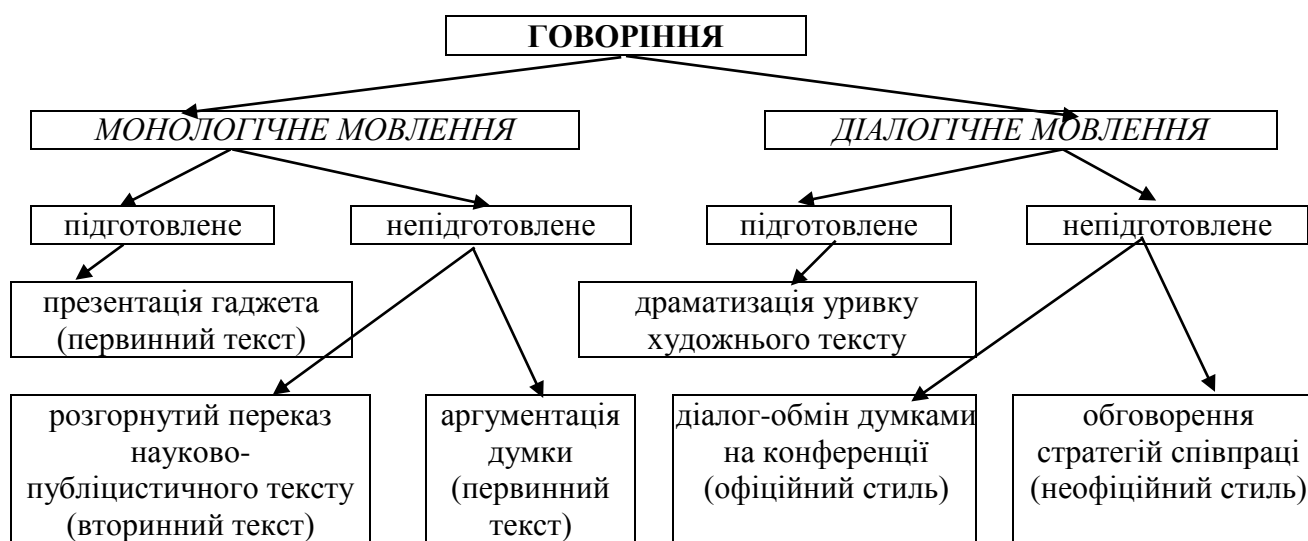 ГОВОРІННЯ
МОНОЛОГІЧНЕ МОВЛЕННЯ
ДІАЛОГІЧНЕ МОВЛЕННЯ
підготовлене
непідготовлене
підготовлене
непідготовлене
презентація гаджета
(первинний текст)
драматизація уривку
художнього тексту
розгорнутий переказ
науково-
публіцистичного тексту
(вторинний текст)
аргументація
думки
(первинний
текст)
діалог-обмін думками
на конференції
(офіційний стиль)
обговорення
стратегій співпраці
(неофіційний стиль)